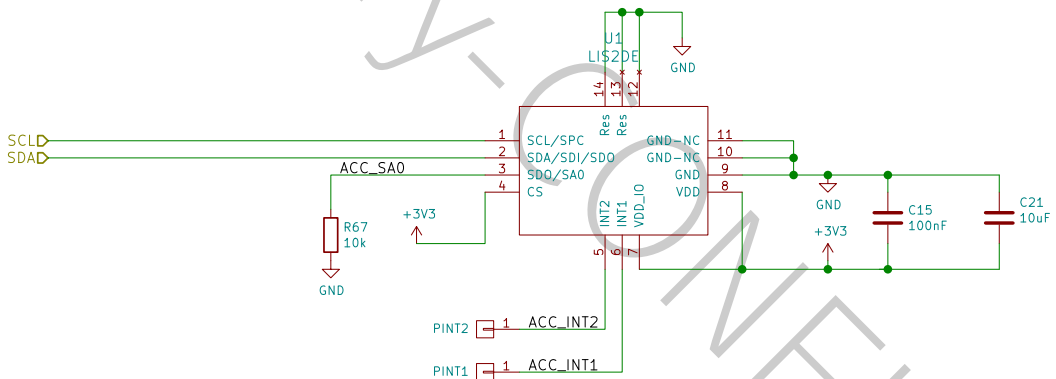 U1
LIS2DE
GND
14
13
12
Res
Res
SCL
1
SCL/SPC
GND-NC
11
SDA
2
SDA/SDI/SDO
GND-NC
10
ACC_SA0
3
SDO/SA0
GND
9
4
CS
VDD
8
INT2
INT1
VDD_IO
5
6
7
R67
10k
GND
+3V3
GND
+3V3
C15
100nF
C21
10uF
PINT2
1
ACC_INT2
PINT1
1
ACC_INT1